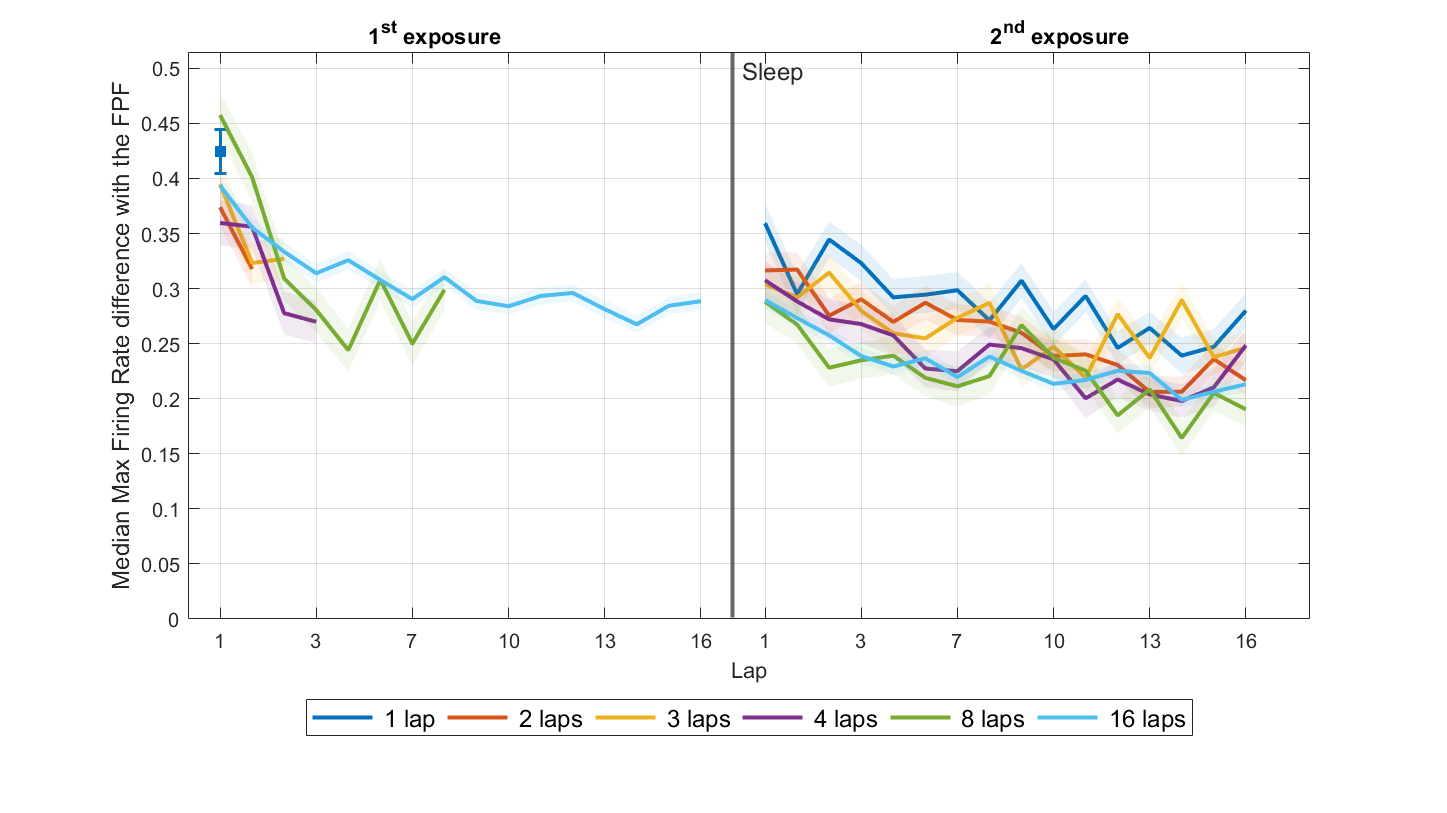 1st exposure
2nd exposure
Sleep
Median Max Firing Rate difference with the FPF
0.5
0.45
0.4
0.35
0.3
0.25
0.2
0.15
0.1
0.05
0
1 3 7 10 13 16 1 3 7 10 13 16
Lap
1 lap 2 laps 3 laps 4 laps 8 laps 16 laps